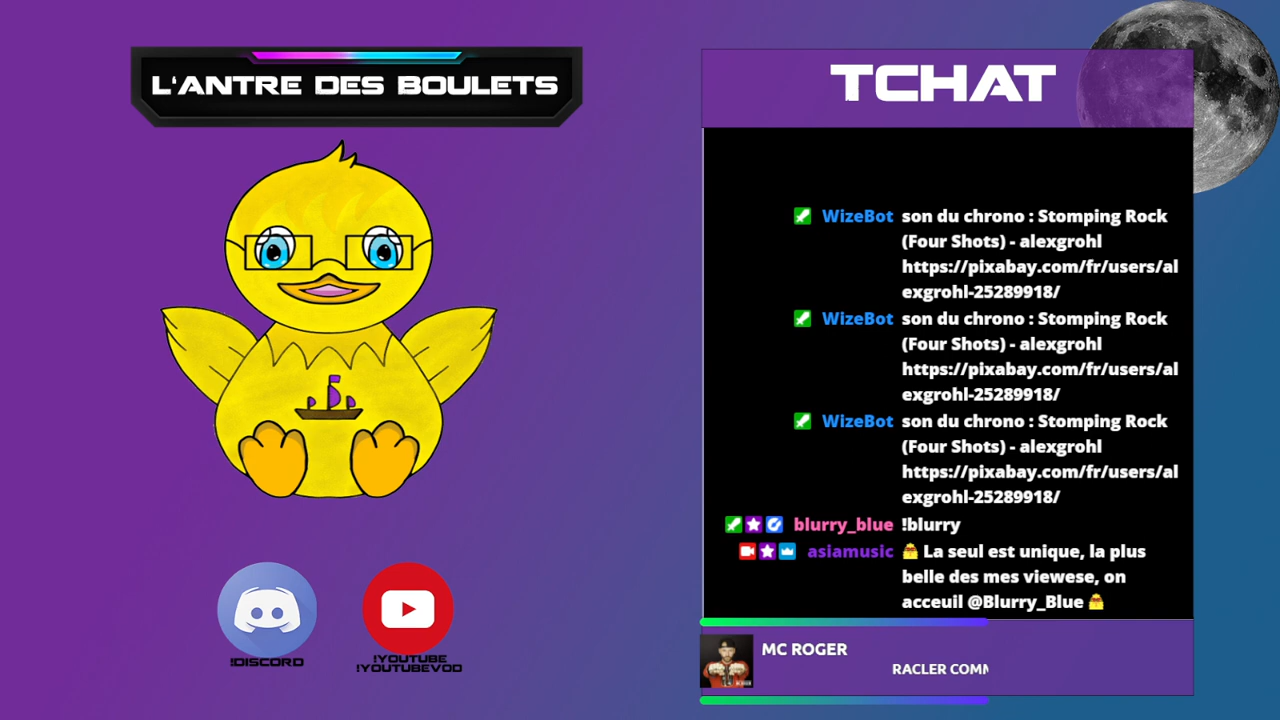 L'ANTRE DES BOULETS
TCHAT
WizeBot son du chrono : Stomping Rock
(Four Shots) - alexgrohl
https://pixabay.com/fr/users/al
exgrohl-25289918/
WizeBot son du chrono : Stomping Rock
(Four Shots) - alexgrohl
https://pixabay.com/fr/users/al
exgrohl-25289918/
WizeBot son du chrono : Stomping Rock
(Four Shots) - alexgrohl
https://pixabay.com/fr/users/al
exgrohl-25289918/
blurry_blue !blurry
asiamusic La seul est unique, la plus
belle des mes viewese, on
acceuil @Blurry_Blue
!DISCORD
!YOUTUBE
!YOUTUBEVOD
MC ROGER
RACLER COMM